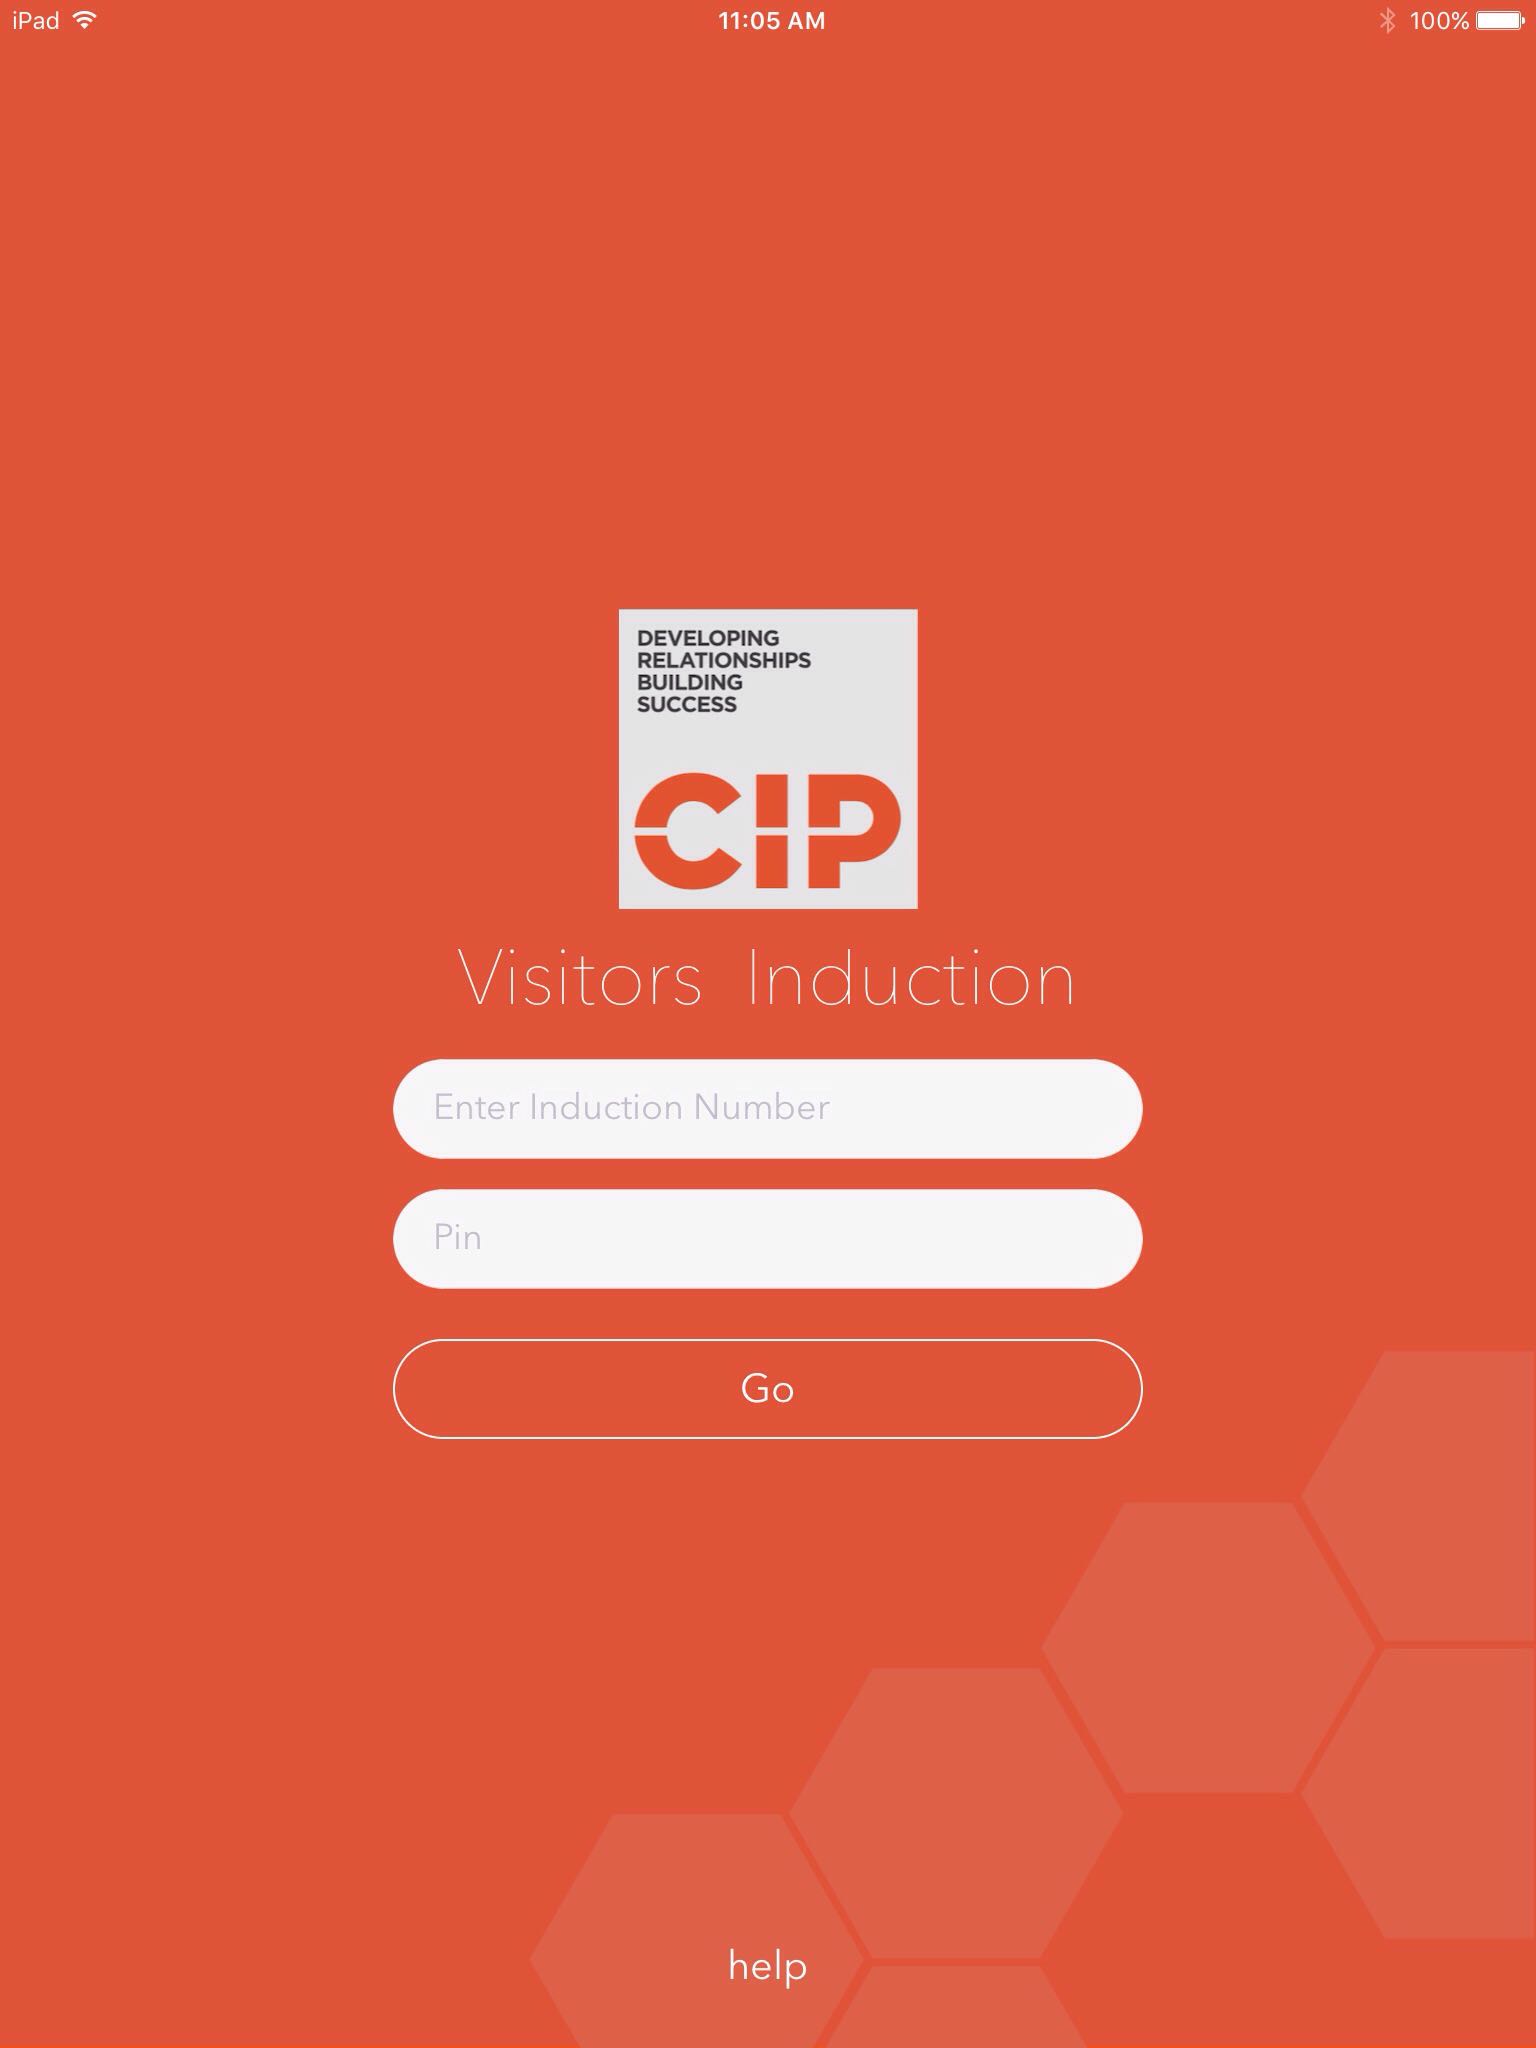 iPad 11:05 AM 100%
DEVELOPING
RELATIONSHIPS
BUILDING
SUCCESS
CIP
Visitors Induction
Enter Induction Number
Pin
Go
help